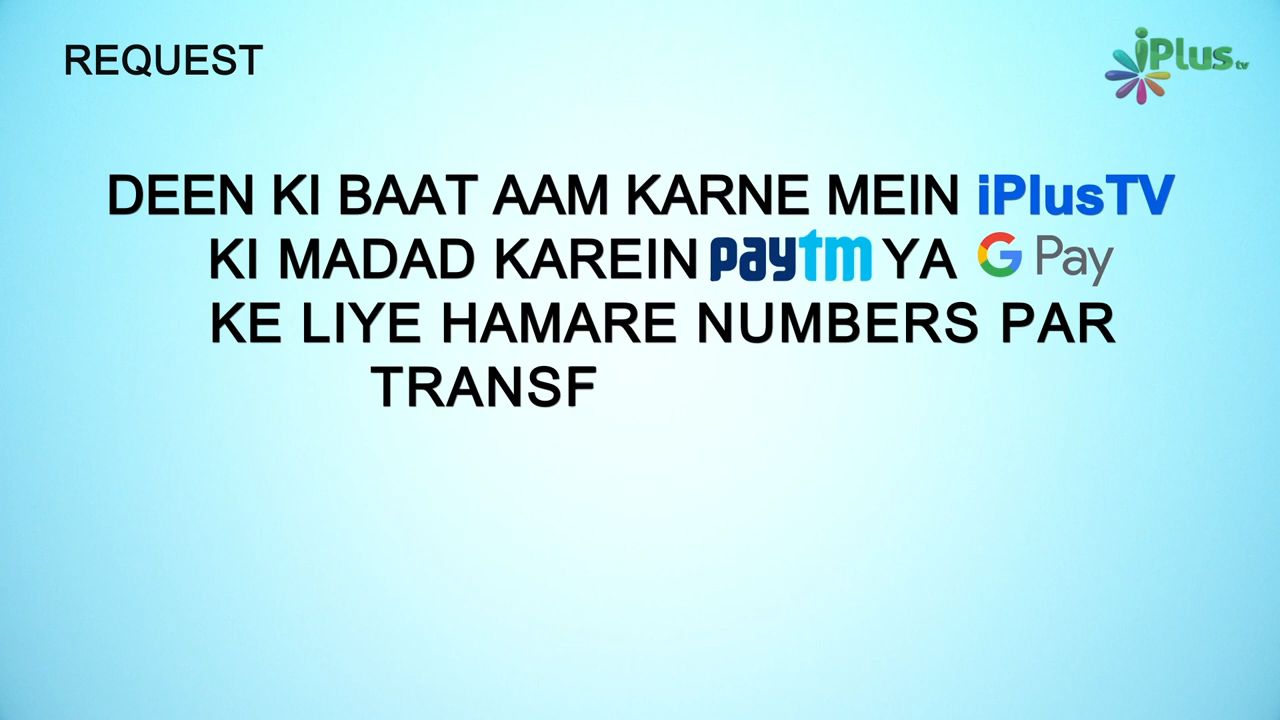 REQUEST
iPlus tv
DEEN KI BAAT AAM KARNE MEIN iPlusTV
KI MADAD KAREIN paytm YA G Pay
KE LIYE HAMARE NUMBERS PAR
TRANSF